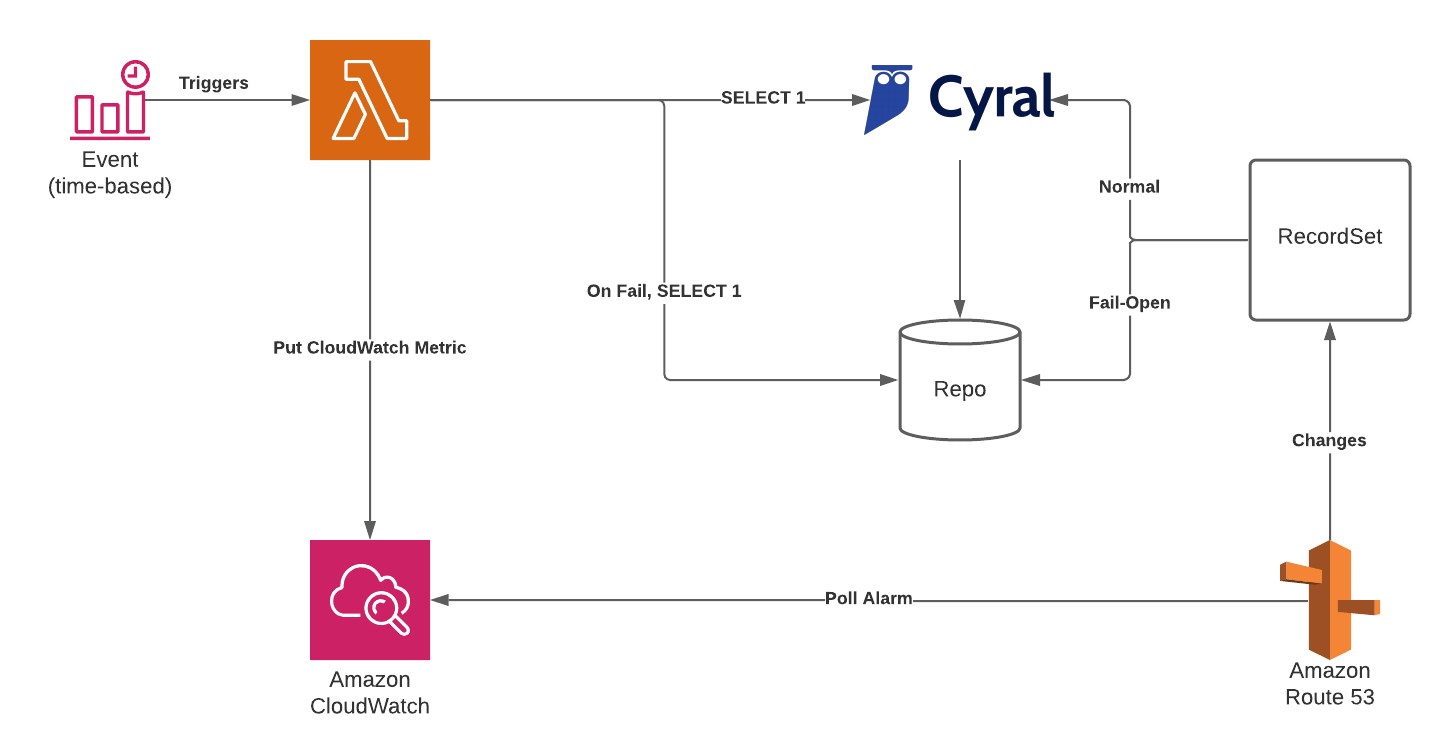 Triggers
SELECT 1
Cyral
Event
(time-based)
Normal
RecordSet
On Fail, SELECT 1
Fail-Open
Put CloudWatch Metric
Repo
Changes
Poll Alarm
Amazon
CloudWatch
Amazon
Route 53